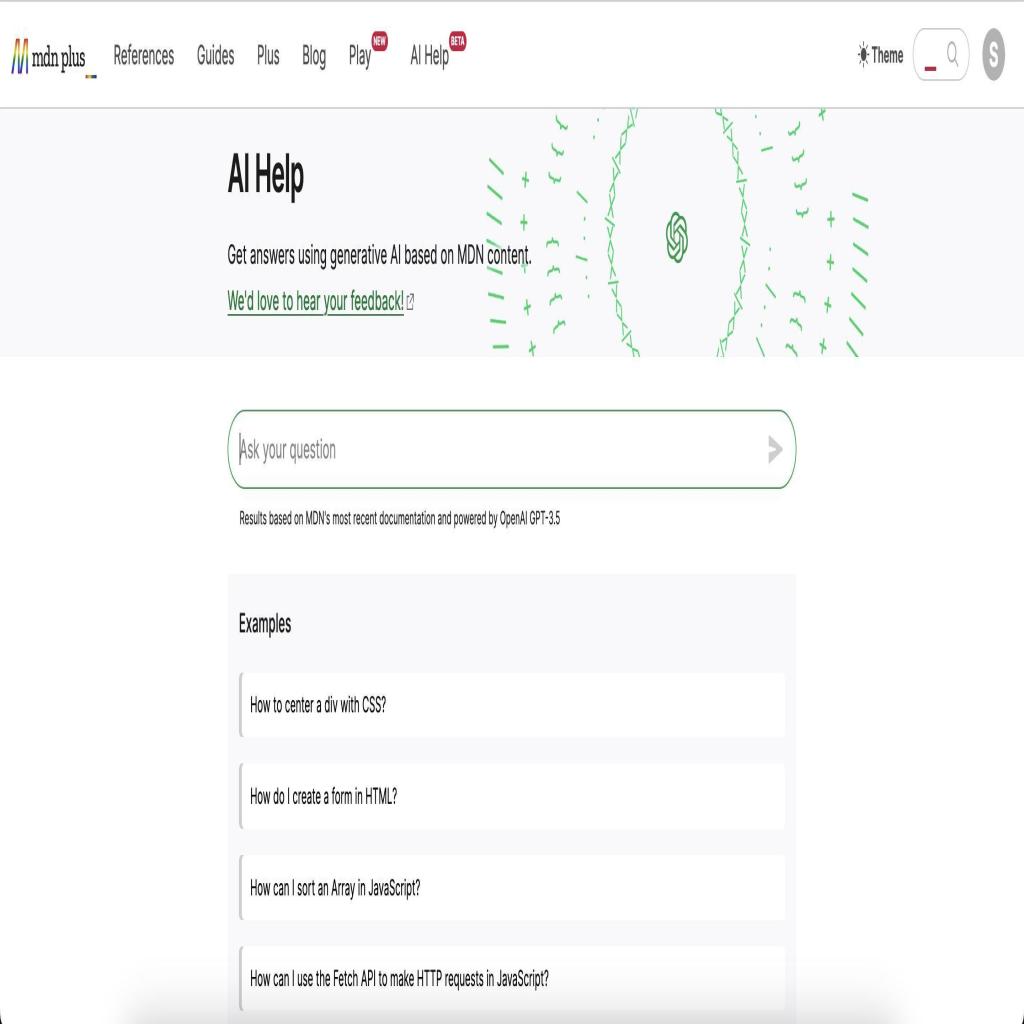 mdn plus References Guides Plus Blog Play NEW AI Help BETA Theme S
AI Help
Get answers using generative AI based on MDN content.
We'd love to hear your feedback!
Ask your question
Results based on MDN's most recent documentation and powered by OpenAI GPT-3.5
Examples
How to center a div with CSS?
How do I create a form in HTML?
How can I sort an Array in JavaScript?
How can I use the Fetch API to make HTTP requests in JavaScript?